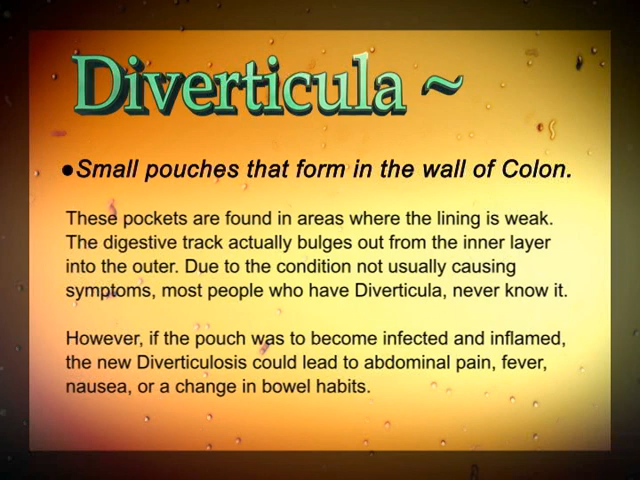 Diverticula ~
●Small pouches that form in the wall of Colon.
These pockets are found in areas where the lining is weak.
The digestive track actually bulges out from the inner layer
into the outer. Due to the condition not usually causing
symptoms, most people who have Diverticula, never know it.
However, if the pouch was to become infected and inflamed,
the new Diverticulosis could lead to abdominal pain, fever,
nausea, or a change in bowel habits.